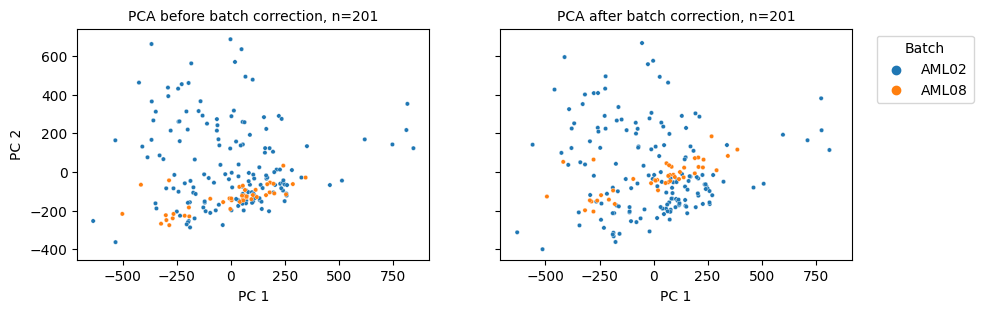 PCA before batch correction, n=201
PCA after batch correction, n=201
Batch
AML02
AML08
PC 2
600
400
200
0
−200
−400
−500 −250 0 250 500 750
−500 −250 0 250 500 750
PC 1
PC 1